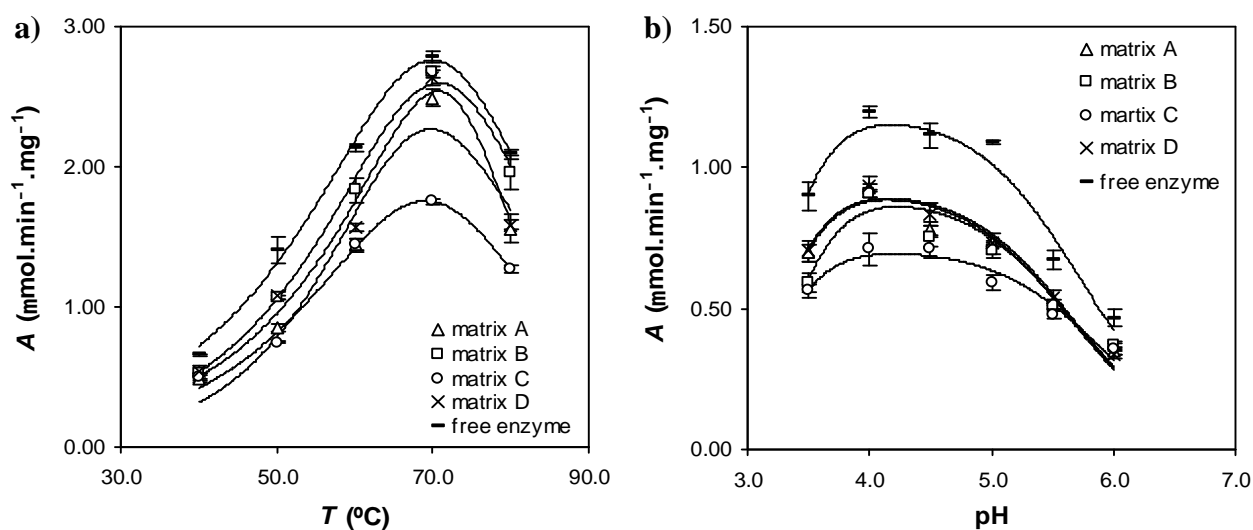 a)
3.00
2.00
1.00
0.00
A (mmol.min⁻¹.mg⁻¹)
30.0 50.0 70.0 90.0
T (ºC)
matrix A
matrix B
matrix C
matrix D
free enzyme
b)
1.50
1.00
0.50
0.00
A (mmol.min⁻¹.mg⁻¹)
3.0 4.0 5.0 6.0 7.0
pH
matrix A
matrix B
martix C
matrix D
free enzyme